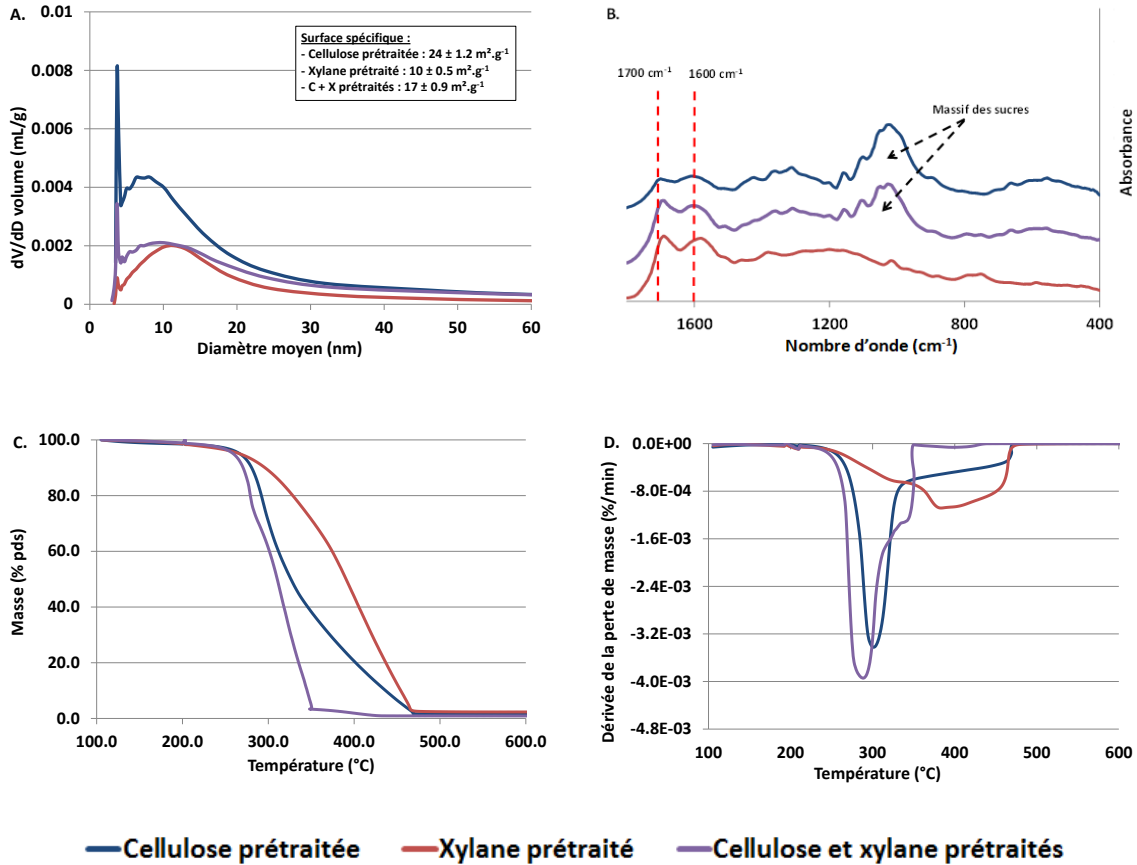 A.
0.01
0.008
0.006
0.004
0.002
0
dV/dD volume (mL/g)
Surface spécifique :
- Cellulose prétraitée : 24 ± 1.2 m².g⁻¹
- Xylane prétraité : 10 ± 0.5 m².g⁻¹
- C + X prétraités : 17 ± 0.9 m².g⁻¹
0 10 20 30 40 50 60
Diamètre moyen (nm)
B.
1700 cm⁻¹
1600 cm⁻¹
Massif des sucres
Absorbance
1600 1200 800 400
Nombre d'onde (cm⁻¹)
C.
100.0
80.0
60.0
40.0
20.0
0.0
Masse (% pds)
100.0 200.0 300.0 400.0 500.0 600.0
Température (°C)
D.
0.0E+00
-8.0E-04
-1.6E-03
-2.4E-03
-3.2E-03
-4.0E-03
-4.8E-03
Dérivée de la perte de masse (%/min)
100 200 300 400 500 600
Température (°C)
Cellulose prétraitée Xylane prétraité Cellulose et xylane prétraités